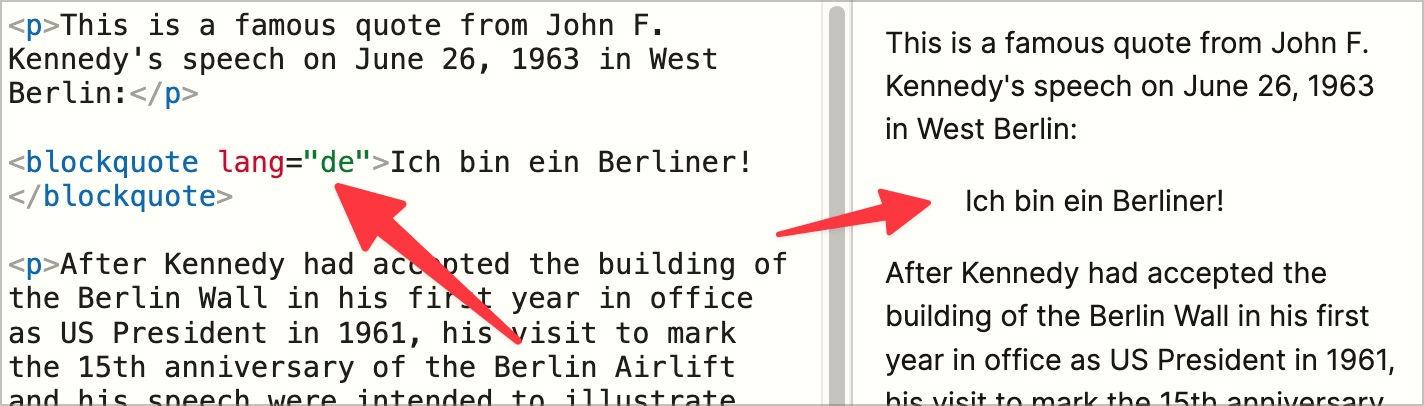 <p>This is a famous quote from John F.
Kennedy's speech on June 26, 1963 in West
Berlin:</p>
<blockquote lang="de">Ich bin ein Berliner!
</blockquote>
<p>After Kennedy had accepted the building of
the Berlin Wall in his first year in office
as US President in 1961, his visit to mark
the 15th anniversary of the Berlin Airlift
and his speech were intended to illustrate
This is a famous quote from John F.
Kennedy's speech on June 26, 1963
in West Berlin:
Ich bin ein Berliner!
After Kennedy had accepted the
building of the Berlin Wall in his first
year in office as US President in 1961,
his visit to mark the 15th anniversary